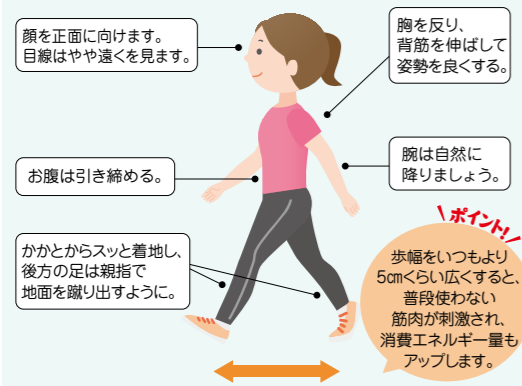 顔を正面に向けます。
目線はやや遠くを見ます。
胸を反り、
背筋を伸ばして
姿勢を良くする。
お腹は引き締める。
腕は自然に
降りましょう。
かかとからスッと着地し、
後方の足は親指で
地面を蹴り出すように。
ポイント!
歩幅をいつもより
5㎝くらい広くすると、
普段使わない
筋肉が刺激され、
消費エネルギー量も
アップします。